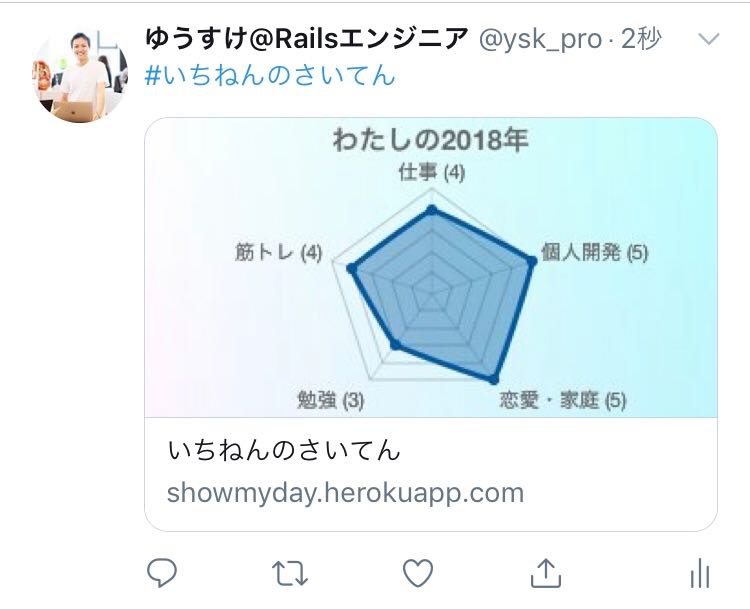 ゆうすけ@Railsエンジニア @ysk_pro · 2秒
#いちねんのさいてん
わたしの2018年
仕事 (4)
筋トレ (4)
個人開発 (5)
勉強 (3)
恋愛・家庭 (5)
いちねんのさいてん
showmyday.herokuapp.com